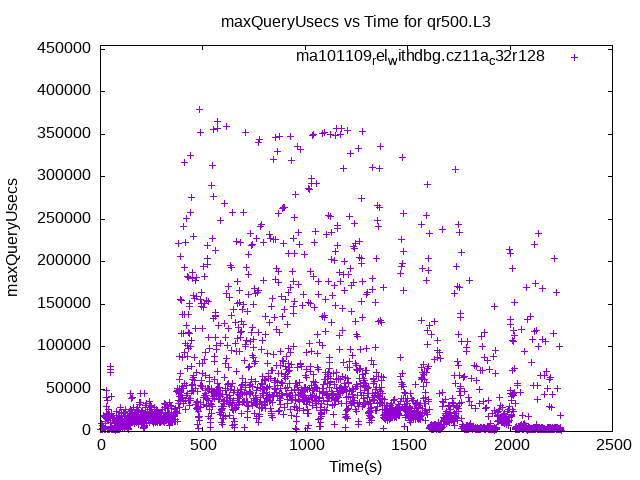 maxQueryUsecs vs Time for qr500.L3
ma101109relwithdbg.cz11ac32r128
450000
400000
350000
300000
250000
200000
150000
100000
50000
0
maxQueryUsecs
0 500 1000 1500 2000 2500
Time(s)